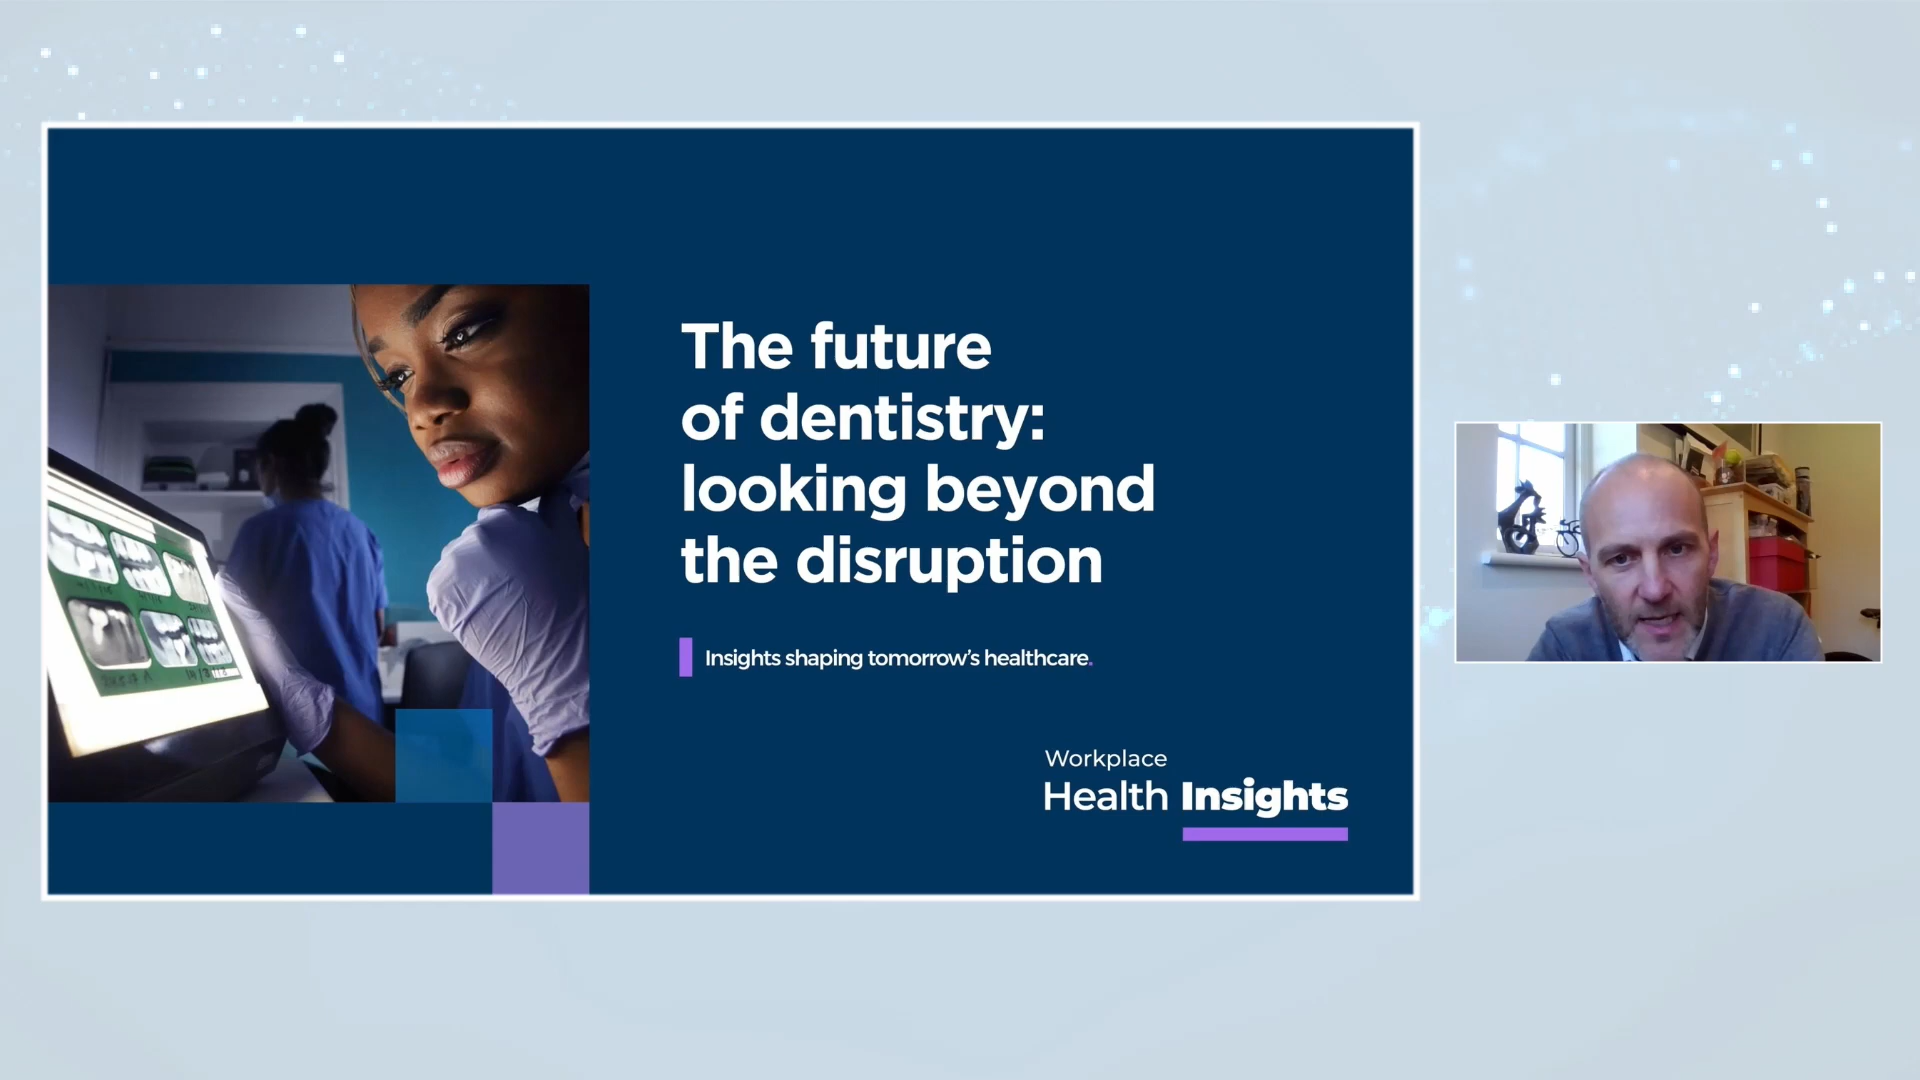 The future
of dentistry:
looking beyond
the disruption
Insights shaping tomorrow’s healthcare.
Workplace
Health Insights